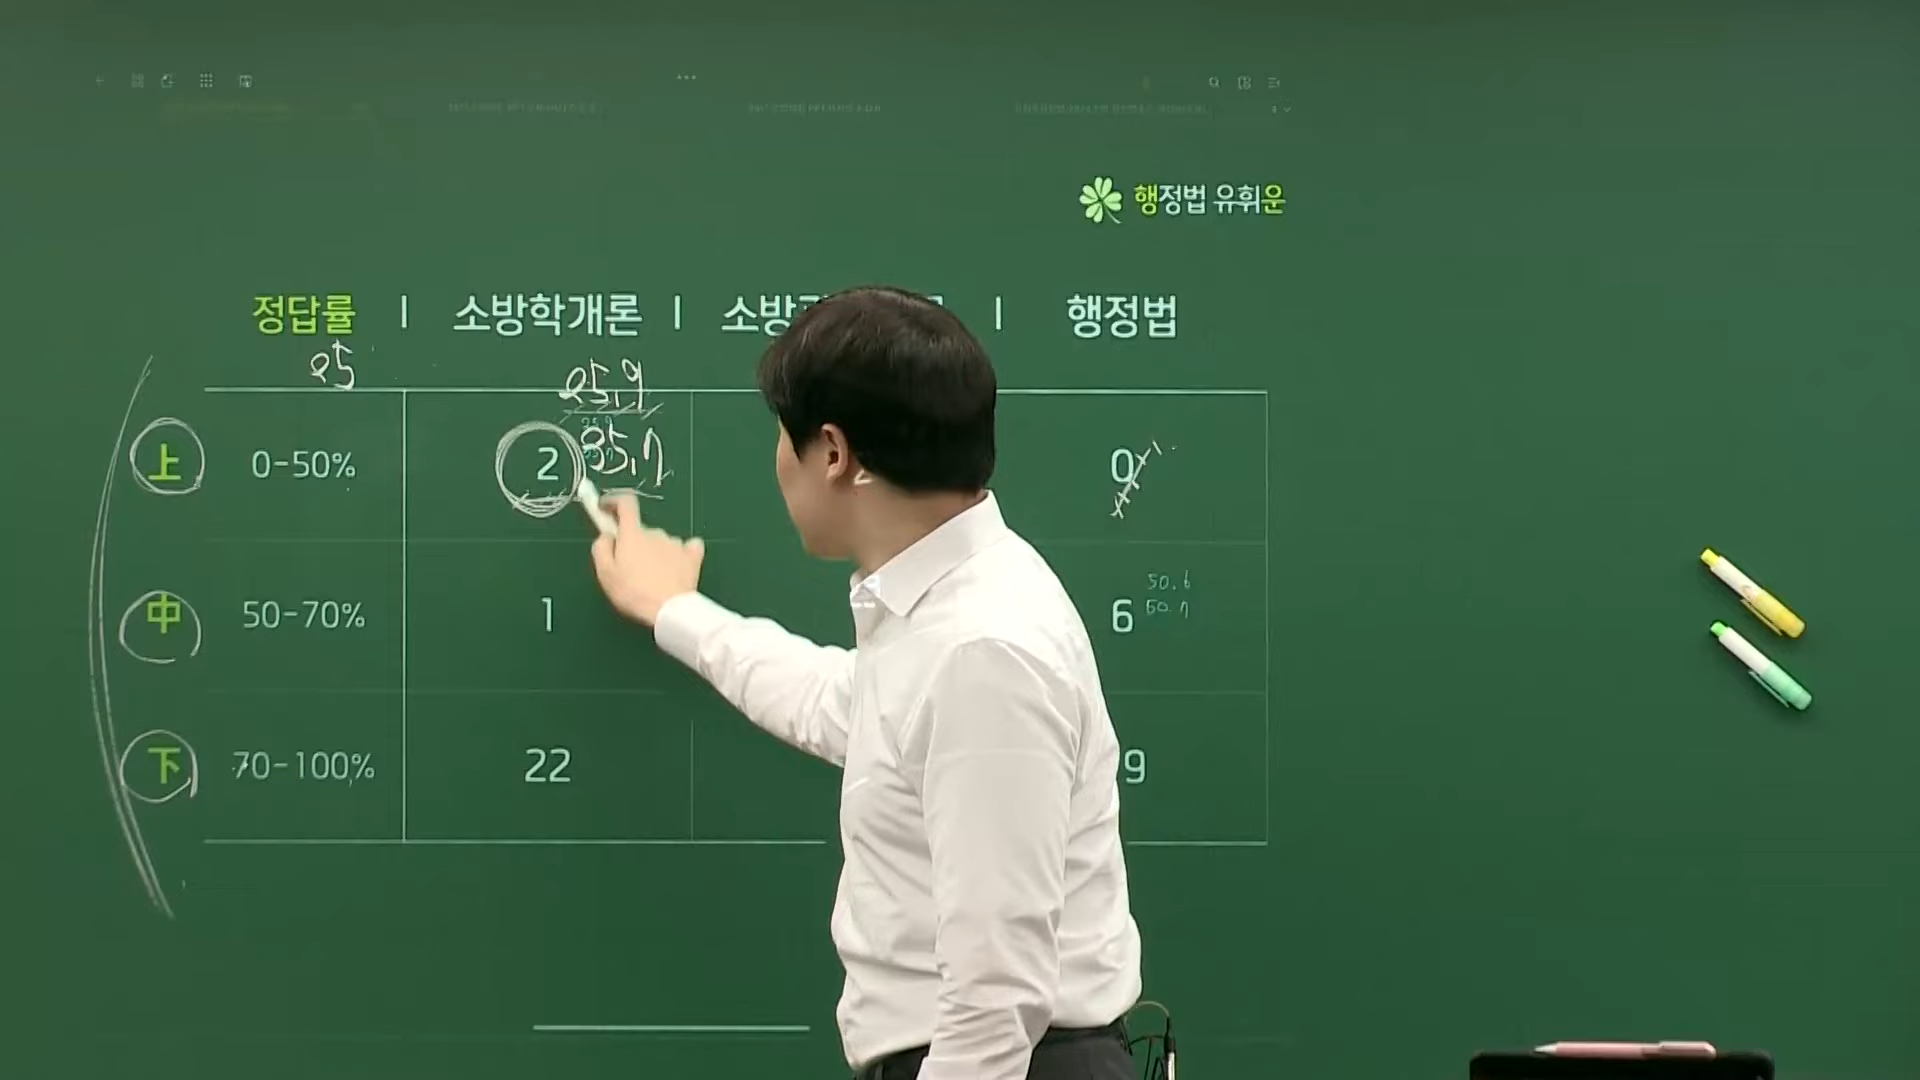 행정법 유휘운
정답률 | 소방학개론 | 소방 | 행정법
25
25.9
上 0-50% 2 35.7 0
50.6
中 50-70% 1 6 50.7
下 70-100% 22 9